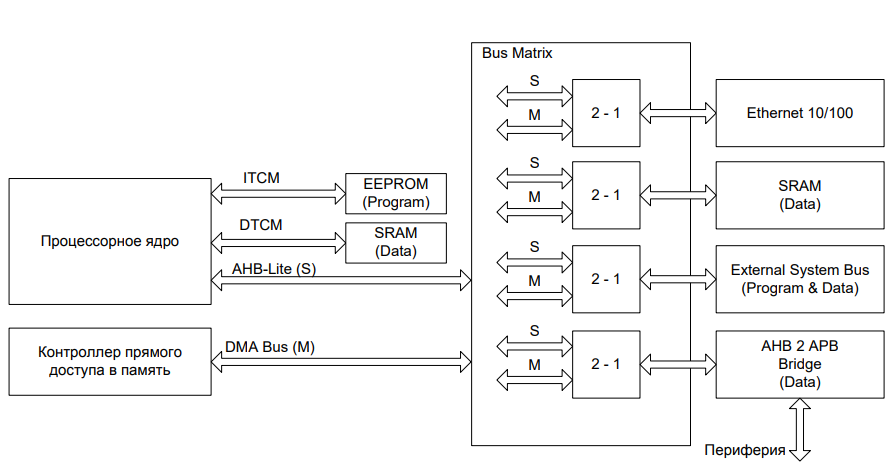 Bus Matrix
S
M
2 - 1
Ethernet 10/100
S
M
2 - 1
SRAM
(Data)
S
M
2 - 1
External System Bus
(Program & Data)
S
M
2 - 1
AHB 2 APB
Bridge
(Data)
Периферия
Процессорное ядро
ITCM
EEPROM
(Program)
DTCM
SRAM
(Data)
AHB-Lite (S)
Контроллер прямого
доступа в память
DMA Bus (M)